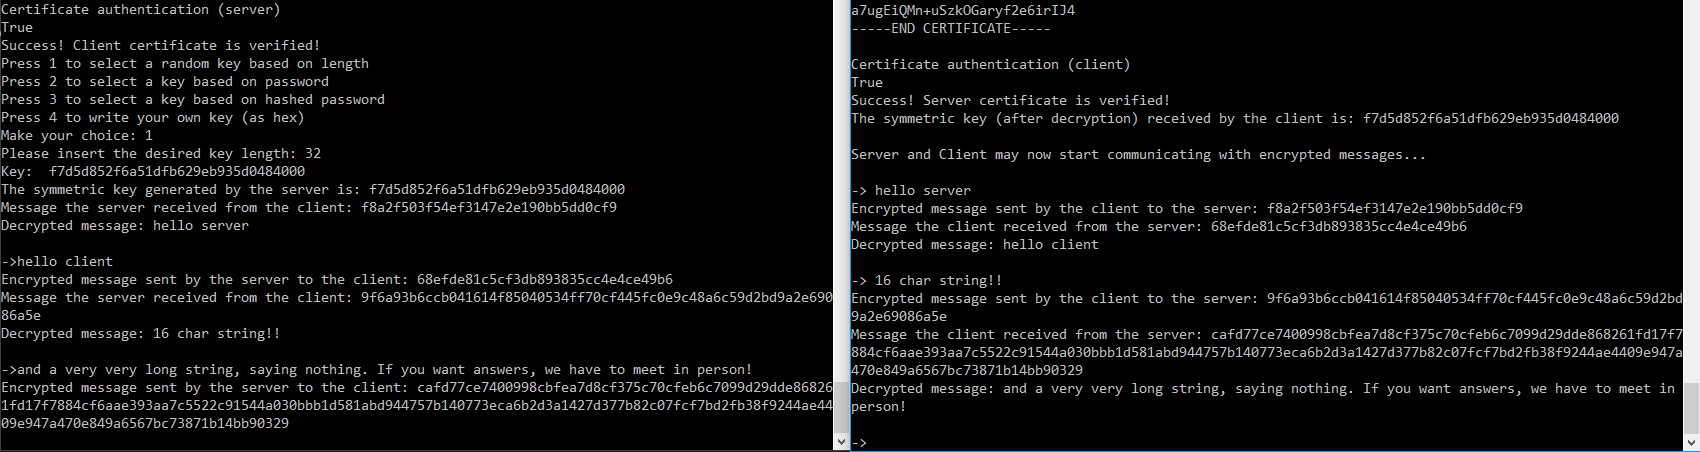 Certificate authentication (server)
True
Success! Client certificate is verified!
Press 1 to select a random key based on length
Press 2 to select a key based on password
Press 3 to select a key based on hashed password
Press 4 to write your own key (as hex)
Make your choice: 1
Please insert the desired key length: 32
Key:  f7d5d852f6a51dfb629eb935d0484000
The symmetric key generated by the server is: f7d5d852f6a51dfb629eb935d0484000
Message the server received from the client: f8a2f503f54ef3147e2e190bb5dd0cf9
Decrypted message: hello server
->hello client
Encrypted message sent by the server to the client: 68efde81c5cf3db893835cc4e4ce49b6
Message the server received from the client: 9f6a93b6ccb041614f85040534ff70cf445fc0e9c48a6c59d2bd9a2e690
86a5e
Decrypted message: 16 char string!!
->and a very very long string, saying nothing. If you want answers, we have to meet in person!
Encrypted message sent by the server to the client: cafd77ce7400998cbfea7d8cf375c70cfeb6c7099d29dde86826
1fd17f7884cf6aae393aa7c5522c91544a030bbb1d581abd944757b140773eca6b2d3a1427d377b82c07fcf7bd2fb38f9244ae44
09e947a470e849a6567bc73871b14bb90329
a7ugEiQMn+uSzkOGaryf2e6irIJ4
-----END CERTIFICATE-----
Certificate authentication (client)
True
Success! Server certificate is verified!
The symmetric key (after decryption) received by the client is: f7d5d852f6a51dfb629eb935d0484000
Server and Client may now start communicating with encrypted messages...
-> hello server
Encrypted message sent by the client to the server: f8a2f503f54ef3147e2e190bb5dd0cf9
Message the client received from the server: 68efde81c5cf3db893835cc4e4ce49b6
Decrypted message: hello client
-> 16 char string!!
Encrypted message sent by the client to the server: 9f6a93b6ccb041614f85040534ff70cf445fc0e9c48a6c59d2bd
9a2e69086a5e
Message the client received from the server: cafd77ce7400998cbfea7d8cf375c70cfeb6c7099d29dde868261fd17f7
884cf6aae393aa7c5522c91544a030bbb1d581abd944757b140773eca6b2d3a1427d377b82c07fcf7bd2fb38f9244ae4409e947a
470e849a6567bc73871b14bb90329
Decrypted message: and a very very long string, saying nothing. If you want answers, we have to meet in
person!
->